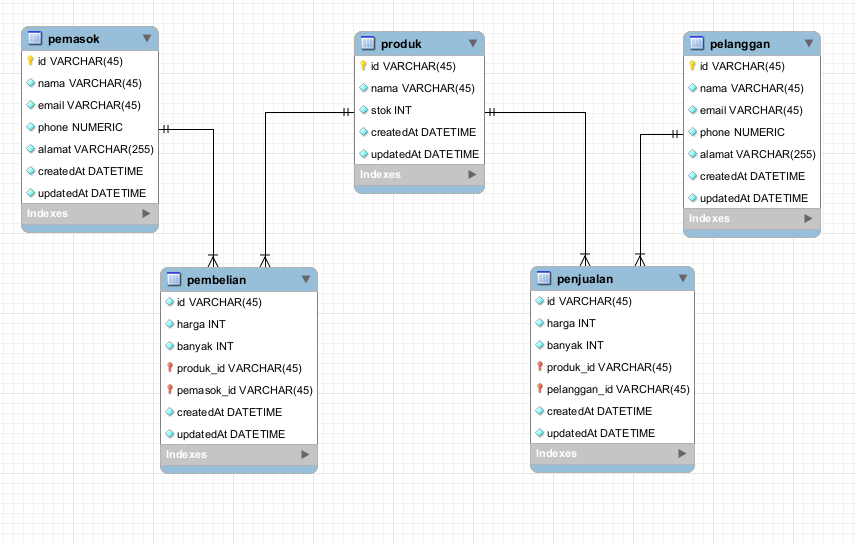 pemasok
id VARCHAR(45)
nama VARCHAR(45)
email VARCHAR(45)
phone NUMERIC
alamat VARCHAR(255)
createdAt DATETIME
updatedAt DATETIME
Indexes
produk
id VARCHAR(45)
nama VARCHAR(45)
stok INT
createdAt DATETIME
updatedAt DATETIME
Indexes
pelanggan
id VARCHAR(45)
nama VARCHAR(45)
email VARCHAR(45)
phone NUMERIC
alamat VARCHAR(255)
createdAt DATETIME
updatedAt DATETIME
Indexes
pembelian
id VARCHAR(45)
harga INT
banyak INT
produk_id VARCHAR(45)
pemasok_id VARCHAR(45)
createdAt DATETIME
updatedAt DATETIME
Indexes
penjualan
id VARCHAR(45)
harga INT
banyak INT
produk_id VARCHAR(45)
pelanggan_id VARCHAR(45)
createdAt DATETIME
updatedAt DATETIME
Indexes